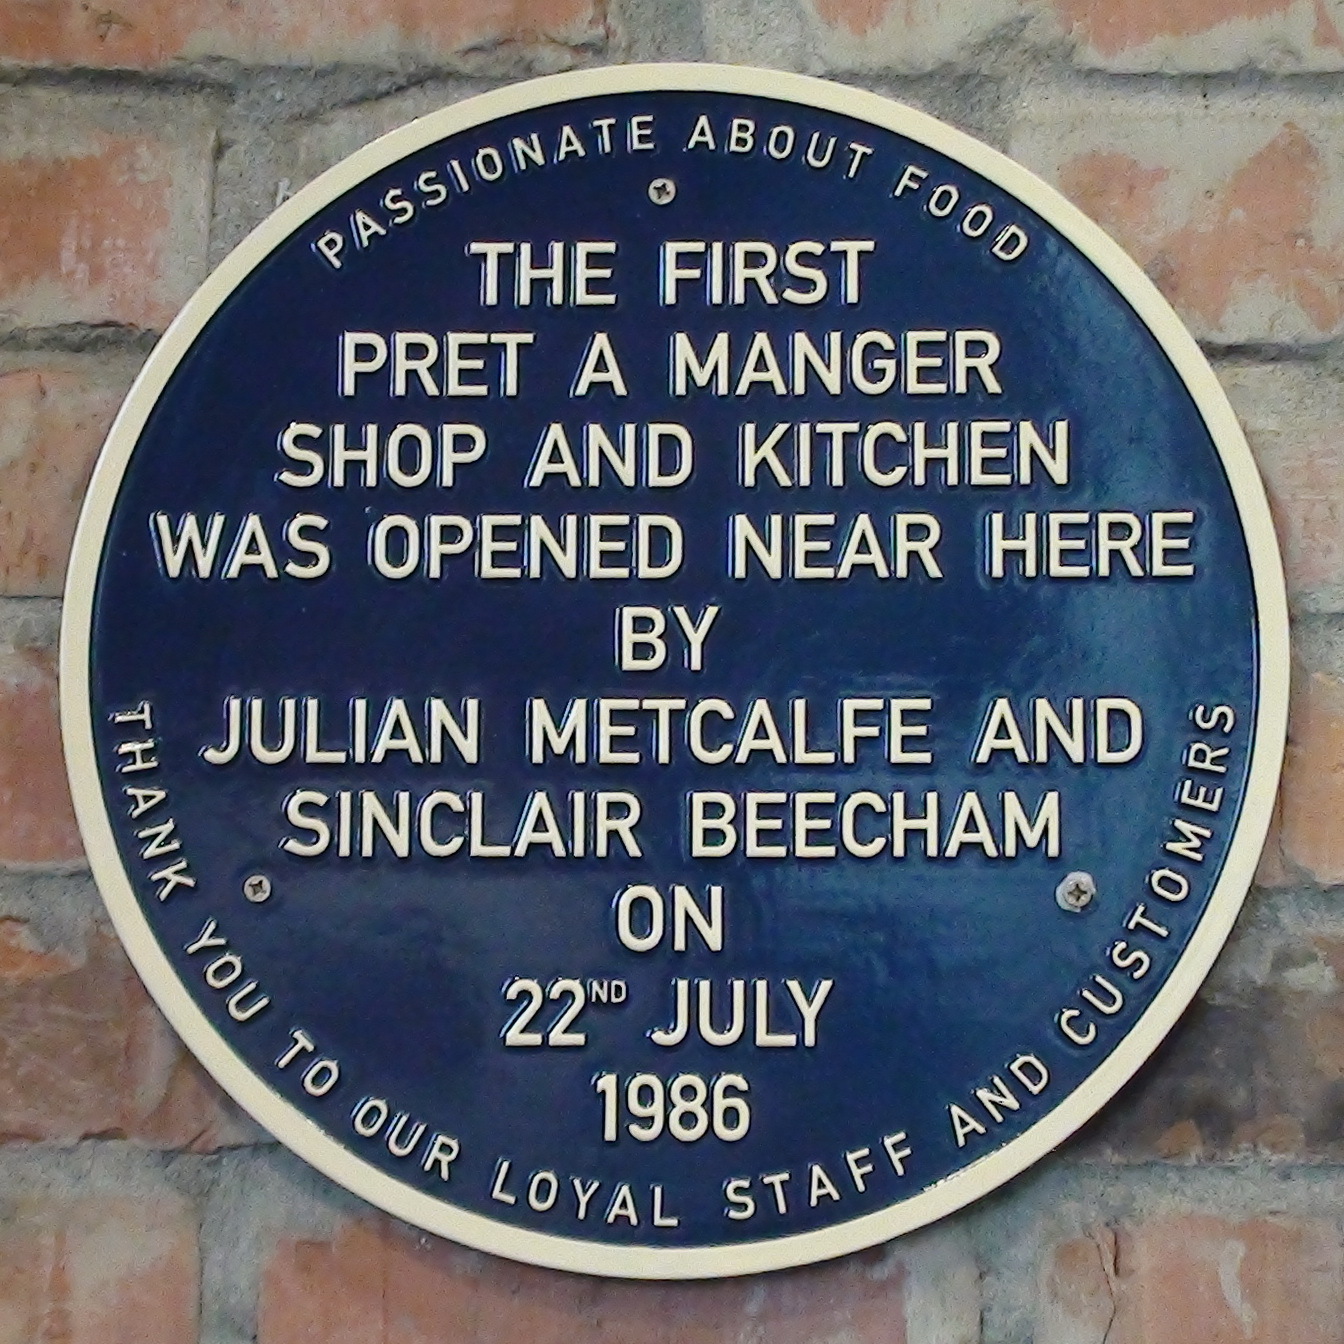 PASSIONATE ABOUT FOOD
THE FIRST
PRET A MANGER
SHOP AND KITCHEN
WAS OPENED NEAR HERE
BY
JULIAN METCALFE AND
SINCLAIR BEECHAM
ON
22ND JULY
1986
THANK YOU TO OUR LOYAL STAFF AND CUSTOMERS